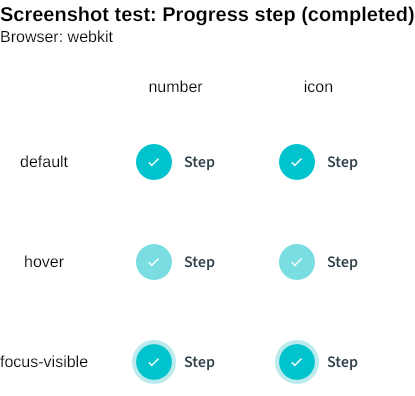 Screenshot test: Progress step (completed)
Browser: webkit
number icon
default Step Step
hover Step Step
focus-visible Step Step